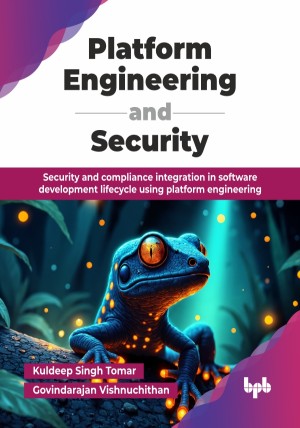 Platform
Engineering
and
Security
Security and compliance integration in software
development lifecycle using platform engineering
Kuldeep Singh Tomar
Govindarajan Vishnuchithan
bpb